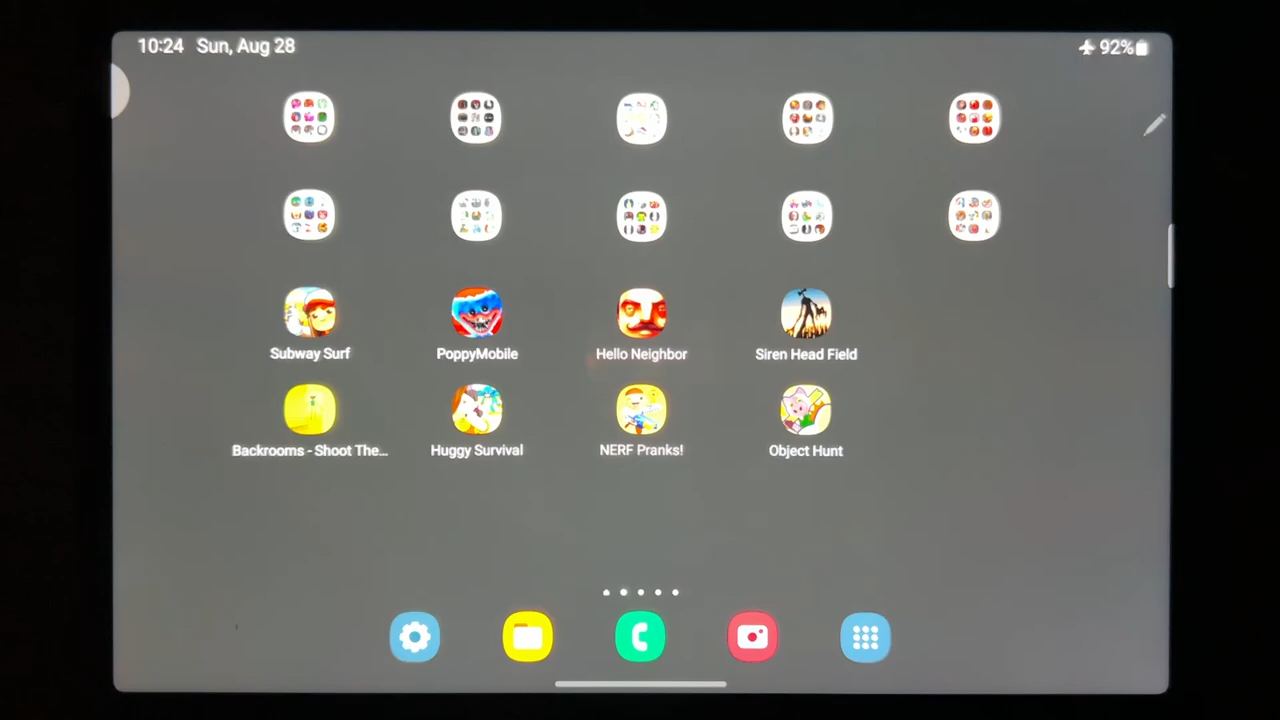 10:24 Sun, Aug 28
92%
Subway Surf
PoppyMobile
Hello Neighbor
Siren Head Field
Backrooms - Shoot The...
Huggy Survival
NERF Pranks!
Object Hunt